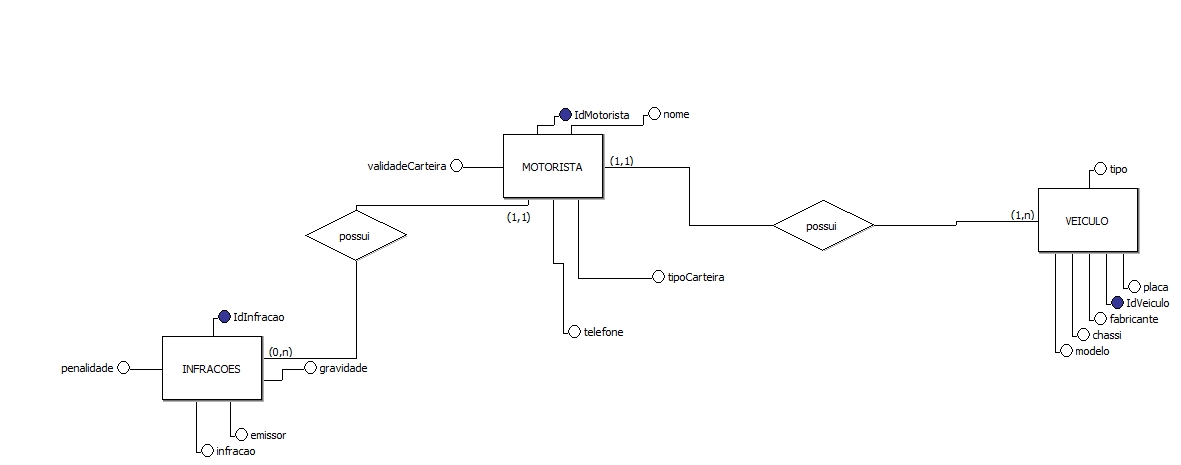 IdMotorista
nome
validadeCarteira
MOTORISTA
(1,1)
tipo
(1,1)
(1,n)
VEICULO
possui
possui
tipoCarteira
placa
IdVeiculo
IdInfracao
fabricante
telefone
chassi
(0,n)
modelo
penalidade
INFRACOES
gravidade
emissor
infracao